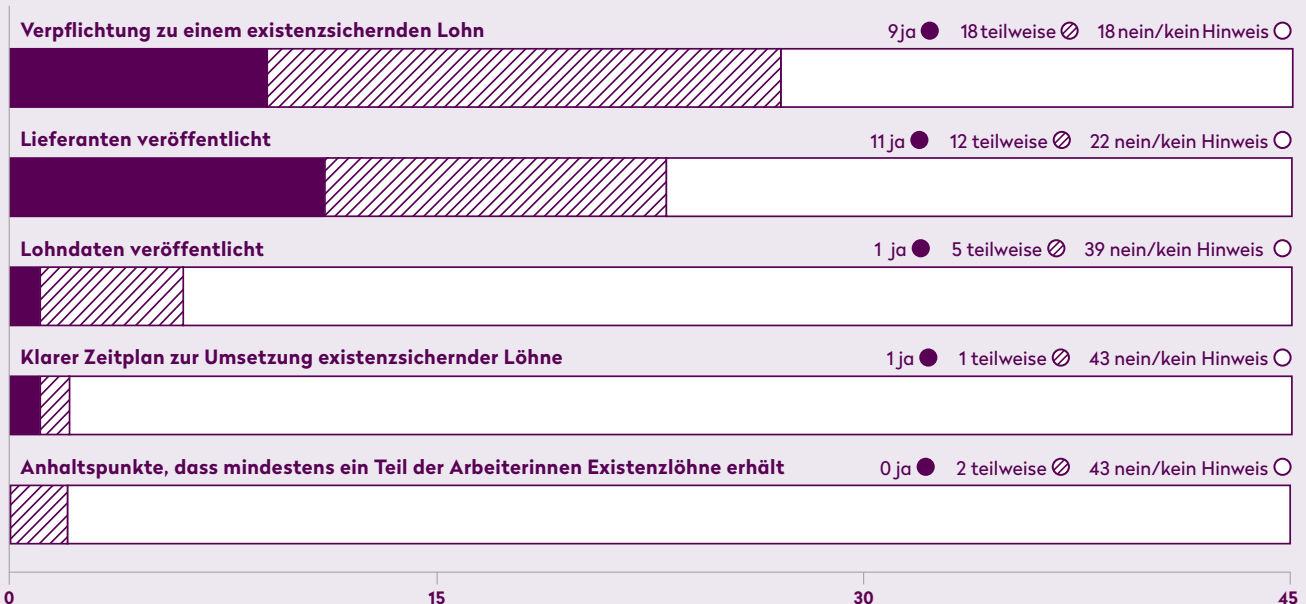 Verpflichtung zu einem existenzsichernden Lohn 9 ja 18 teilweise 18 nein/kein Hinweis
Lieferanten veröffentlicht 11 ja 12 teilweise 22 nein/kein Hinweis
Lohndaten veröffentlicht 1 ja 5 teilweise 39 nein/kein Hinweis
Klarer Zeitplan zur Umsetzung existenzsichernder Löhne 1 ja 1 teilweise 43 nein/kein Hinweis
Anhaltspunkte, dass mindestens ein Teil der Arbeiterinnen Existenzlöhne erhält 0 ja 2 teilweise 43 nein/kein Hinweis
0 15 30 45